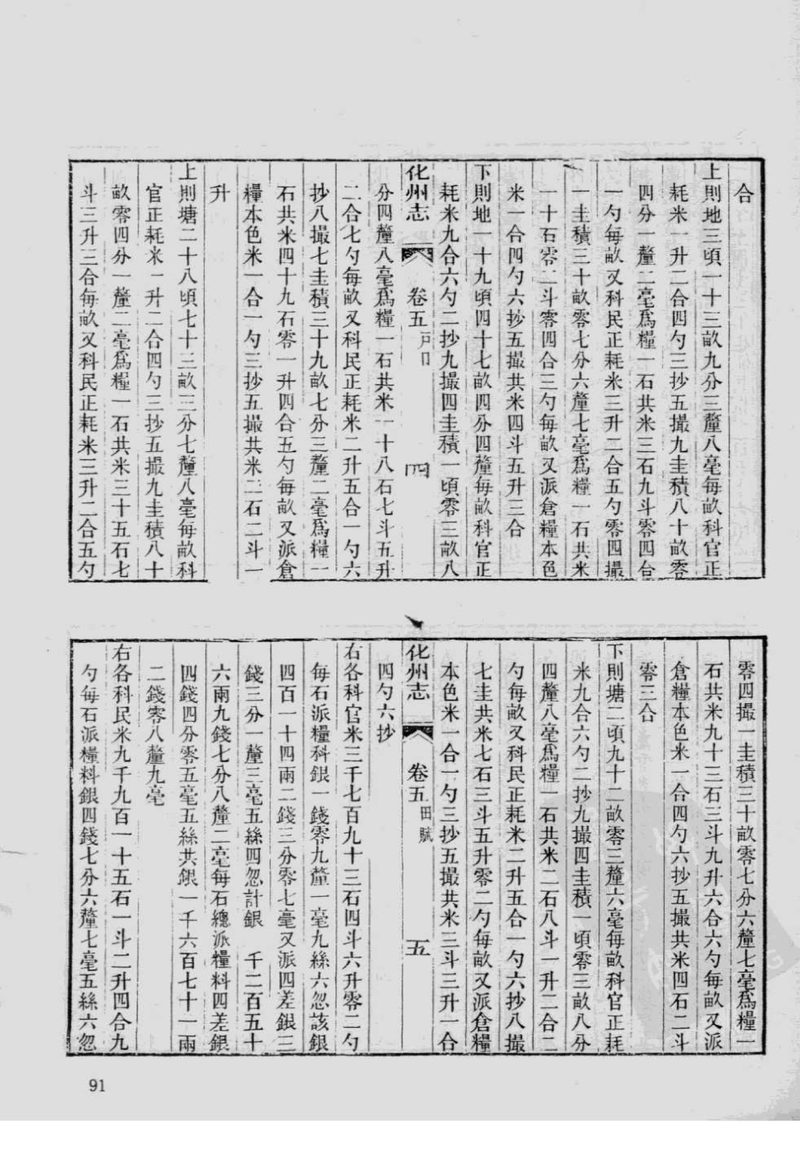 合
上則地三頃一十三畝九分三釐八毫每畝科官正
耗米一升二合四勺三抄五撮九圭積八十畝零
四分一釐二毫爲糧一石共米三石九斗零四合
一勺每畝又科民正耗米三升二合五勺零四撮
一圭積三十畝零七分六釐七毫爲糧一石共米
一十石零二斗零四合三勺每畝又派倉糧本色
米一合四勺六抄五撮共米四斗五升三合
下則地一十九頃四十七畝四分四釐每畝科官正
耗米九合六勺二抄九撮四圭積一頃零三畝八
化州志 卷五 戸口 四
分四釐八毫爲糧一石共米一十八石七斗五升
二合七勺每畝又科民正耗米二升五合一勺六
抄八撮七圭積三十九畝七分三釐二毫爲糧一
石共米四十九石零一升四合五勺每畝又派倉
糧本色米一合一勺三抄五撮共米二石二斗一
升
上則塘二十八頃七十三畝三分七釐八毫每畝科
官正耗米一升二合四勺三抄五撮九圭積八十
畝零四分一釐二毫爲糧一石共米三十五石七
斗三升三合每畝又科民正耗米三升二合五勺
零四撮一圭積三十畝零七分六釐七毫爲糧一
石共米九十三石三斗九升六合六勺每畝又派
倉糧本色米一合四勺六抄五撮共米四石二斗
零三合
下則塘二頃九十二畝零三釐六毫每畝科官正耗
米九合六勺二抄九撮四圭積一頃零三畝八分
四釐八毫爲糧一石共米二石八斗一升二合二
勺每畝又科民正耗米二升五合一勺六抄八撮
七圭共米七石三斗五升零二勺每畝又派倉糧
本色米一合一勺三抄五撮共米三斗三升一合
化州志 卷五 田賦 五
四勺六抄
右各科官米三千七百九十三石四斗六升零二勺
每石派糧科銀一錢零九釐一毫九絲六忽該銀
四百一十四兩二錢三分零七毫又派四差銀三
錢三分一釐三毫五絲四忽計銀 千二百五十
六兩九錢七分八釐二毫每石總派糧料四差銀
四錢四分零五毫五絲共銀一千六百七十一兩
二錢零八釐九毫
右各科民米九千九百一十五石一斗二升四合九
勺每石派糧料銀四錢七分六釐七毫五絲六忽
91